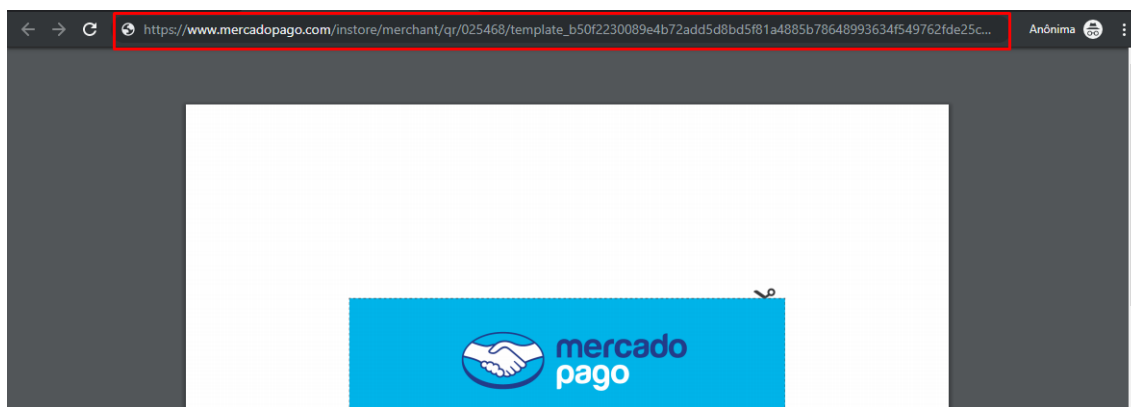 https://www.mercadopago.com/instore/merchant/qr/025468/template_b50f2230089e4b72add5d8bd5f81a4885b78648993634f549762fde25c...
Anônima
mercado
pago